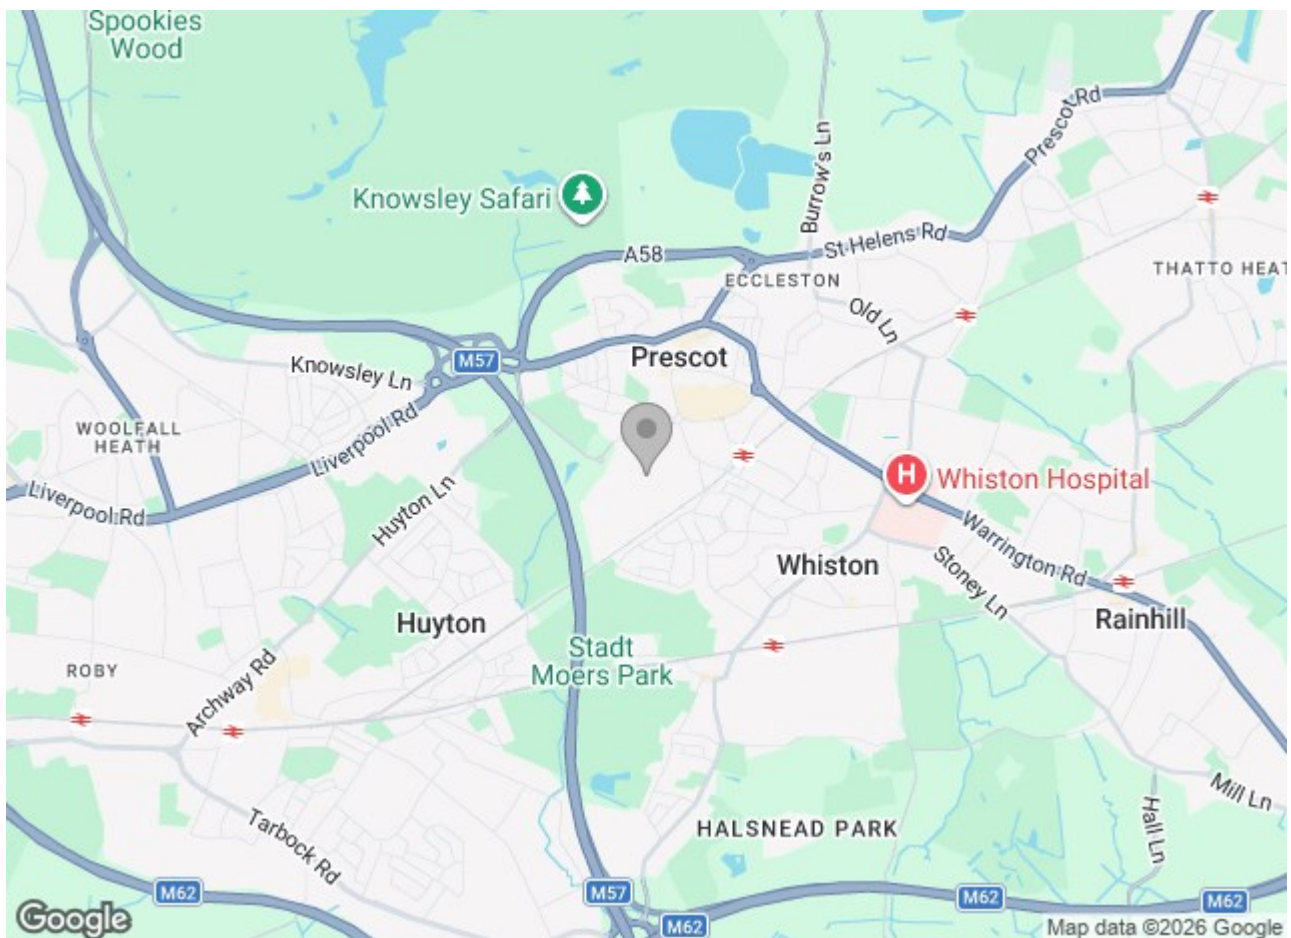 Spookies
Wood
Prescot Rd
Burrow's Ln
Knowsley Safari
St Helens Rd
A58
ECCLESTON
THATTO HEAT
Old Ln
M57
Prescot
Knowsley Ln
WOOLFALL
HEATH
Liverpool Rd
Liverpool Rd
Huyton Ln
H
Whiston Hospital
Warrington Rd
Whiston
Stoney Ln
Huyton
Rainhill
Stadt
Moers Park
ROBY
Archway Rd
Mill Ln
Hall Ln
HALSNEAD PARK
Tarbock Rd
M62
M57
M62
M62
M62
Google
Map data ©2026 Google